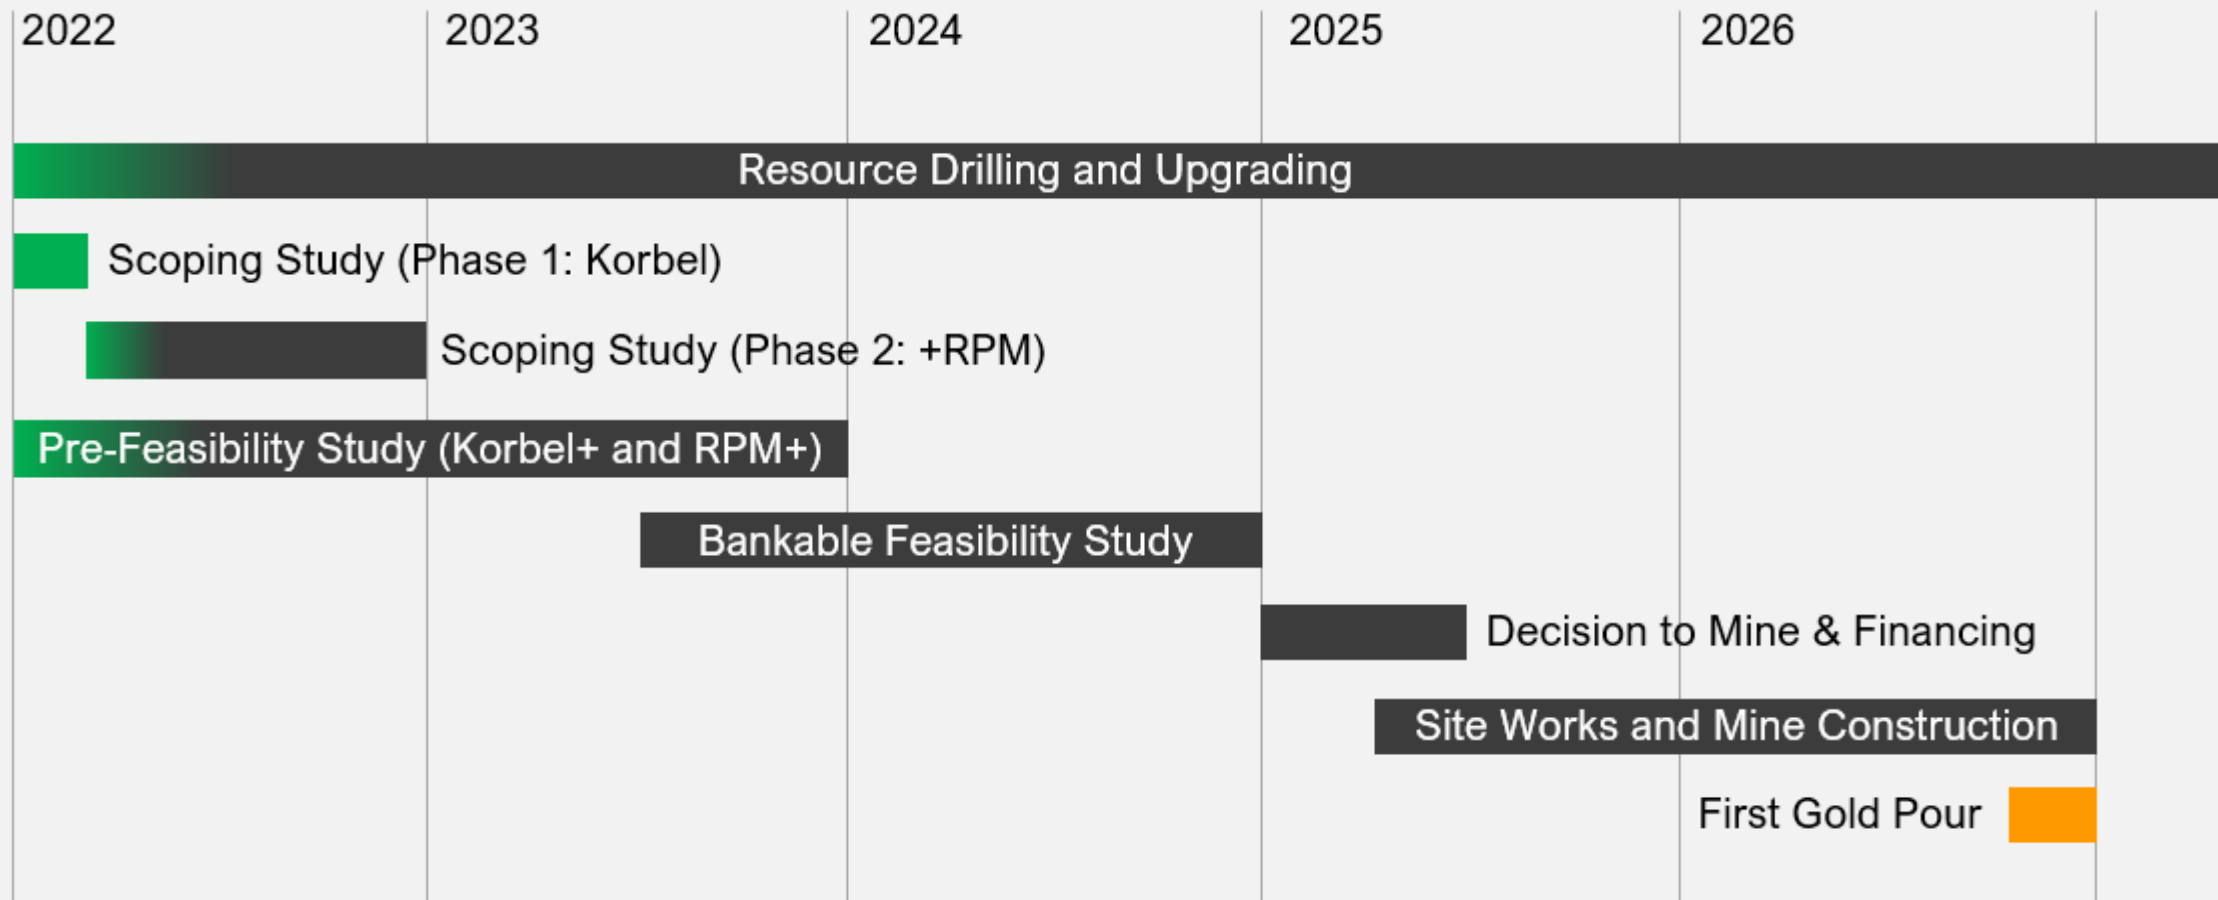 2022 2023 2024 2025 2026
Resource Drilling and Upgrading
Scoping Study (Phase 1: Korbel)
Scoping Study (Phase 2: +RPM)
Pre-Feasibility Study (Korbel+ and RPM+)
Bankable Feasibility Study
Decision to Mine & Financing
Site Works and Mine Construction
First Gold Pour